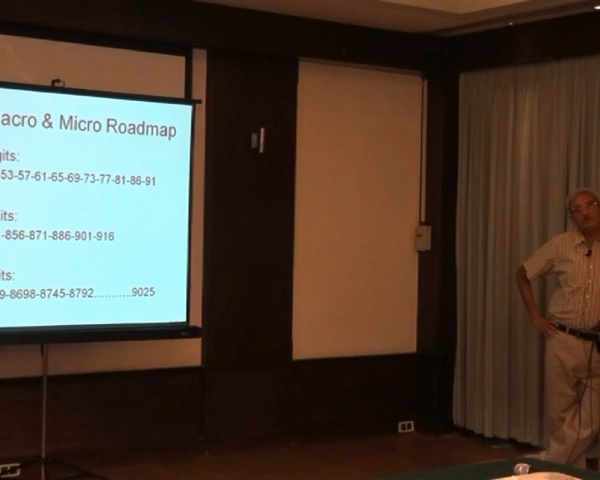 acro & Micro Roadmap
gits:
-53-57-61-65-69-73-77-81-86-91
its:
-856-871-886-901-916
its:
9-8698-8745-8792..........9025